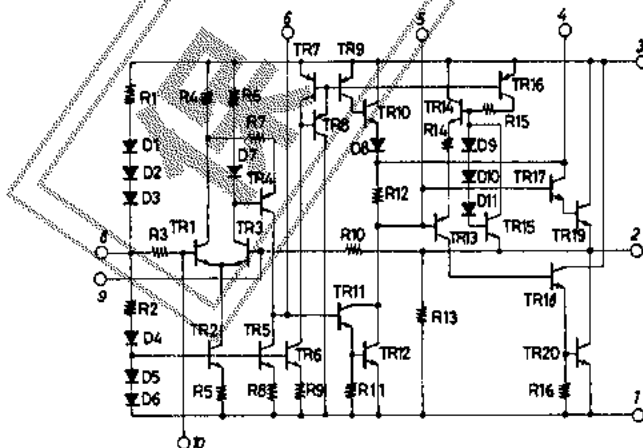 6 5 4
3
TR7 TR9
TR16
R1 R4 R6
TR10 TR14 R15
R7 TR8 R14
D1 D7 D8 D9
D2 TR4 D10 TR17
D3 R12 D11
TR1 TR3 TR13 TR15 TR19
8 R3 R10 2
9
TR18
R2 TR11 R13
D4 TR2 TR5
TR6 TR12 TR20
D5
D6 R5 R8 R9 R11 R16
1
10